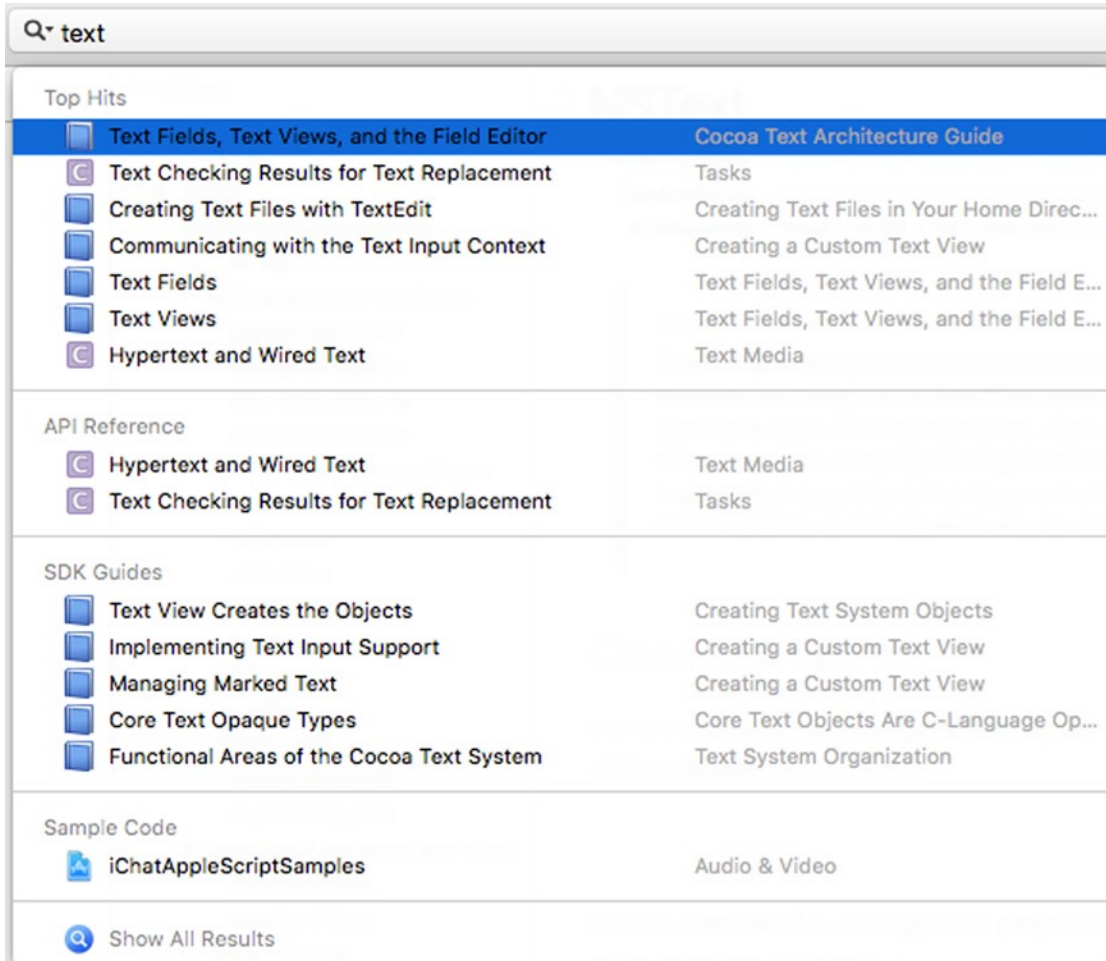 text
Top Hits
Text Fields, Text Views, and the Field Editor Cocoa Text Architecture Guide
C Text Checking Results for Text Replacement Tasks
Creating Text Files with TextEdit Creating Text Files in Your Home Direc...
Communicating with the Text Input Context Creating a Custom Text View
Text Fields Text Fields, Text Views, and the Field E...
Text Views Text Fields, Text Views, and the Field E...
C Hypertext and Wired Text Text Media
API Reference
C Hypertext and Wired Text Text Media
C Text Checking Results for Text Replacement Tasks
SDK Guides
Text View Creates the Objects Creating Text System Objects
Implementing Text Input Support Creating a Custom Text View
Managing Marked Text Creating a Custom Text View
Core Text Opaque Types Core Text Objects Are C-Language Op...
Functional Areas of the Cocoa Text System Text System Organization
Sample Code
iChatAppleScriptSamples Audio & Video
Show All Results